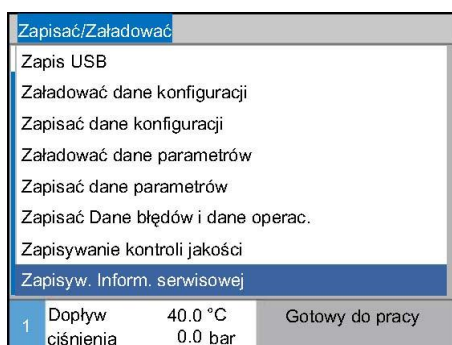 Zapisać/Załadować
Zapis USB
Załadować dane konfiguracji
Zapisać dane konfiguracji
Załadować dane parametrów
Zapisać dane parametrów
Zapisać Dane błędów i dane operac.
Zapisywanie kontroli jakości
Zapisyw. Inform. serwisowej
1 Dopływ 40.0 °C Gotowy do pracy
ciśnienia 0.0 bar